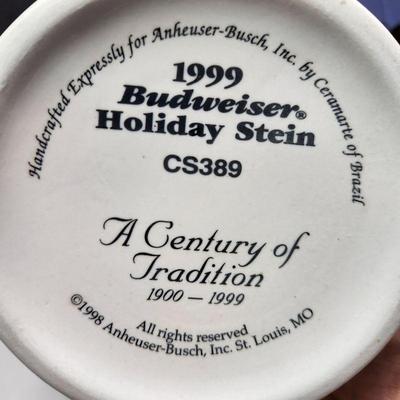 Handcrafted Expressly for Anheuser-Busch, Inc. by Ceramarte of Brazil
1999
Budweiser®
Holiday Stein
CS389
A Century of
Tradition
1900 — 1999
All rights reserved
©1998 Anheuser-Busch, Inc. St. Louis, MO